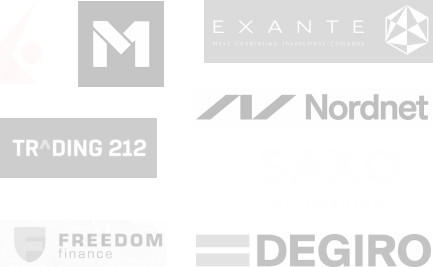 M
EXANTE
Next Generation Investment Company
Nordnet
TR^DING 212
FREEDOM
finance
DEGIRO